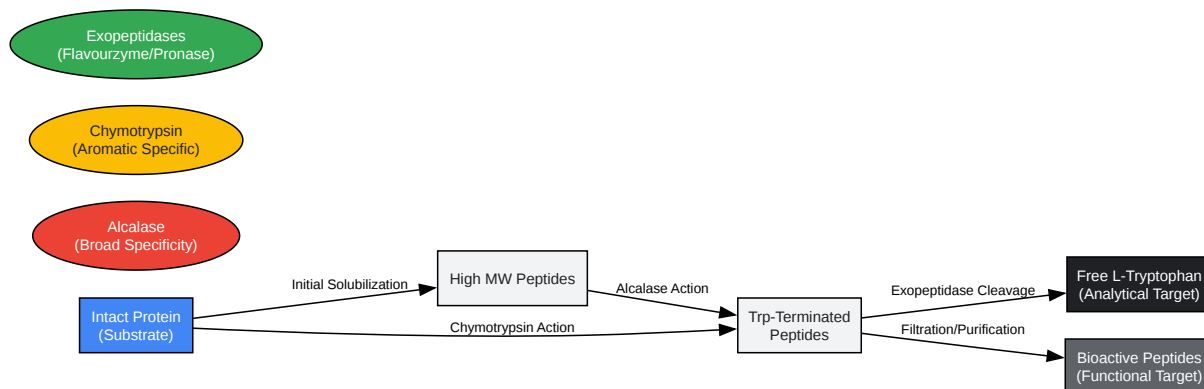 Exopeptidases
(Flavourzyme/Pronase)
Chymotrypsin
(Aromatic Specific)
Alcalase
(Broad Specificity)
Intact Protein
(Substrate)
Initial Solubilization
Chymotrypsin Action
High MW Peptides
Alcalase Action
Trp-Terminated
Peptides
Exopeptidase Cleavage
Filtration/Purification
Free L-Tryptophan
(Analytical Target)
Bioactive Peptides
(Functional Target)